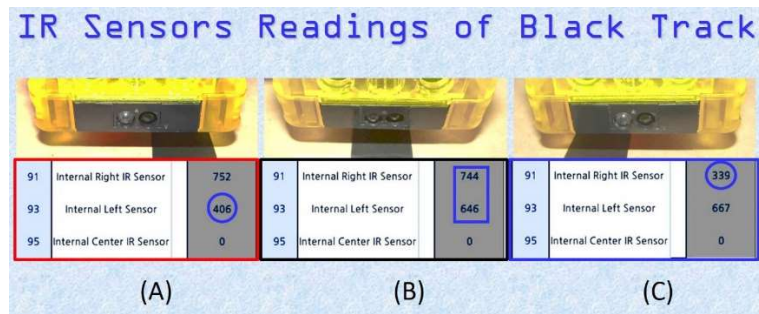 IR Sensors Readings of Black Track
91 Internal Right IR Sensor 752
93 Internal Left Sensor 406
95 Internal Center IR Sensor 0
(A)
91 Internal Right IR Sensor 744
93 Internal Left Sensor 646
95 Internal Center IR Sensor 0
(B)
91 Internal Right IR Sensor 339
93 Internal Left Sensor 667
95 Internal Center IR Sensor 0
(C)